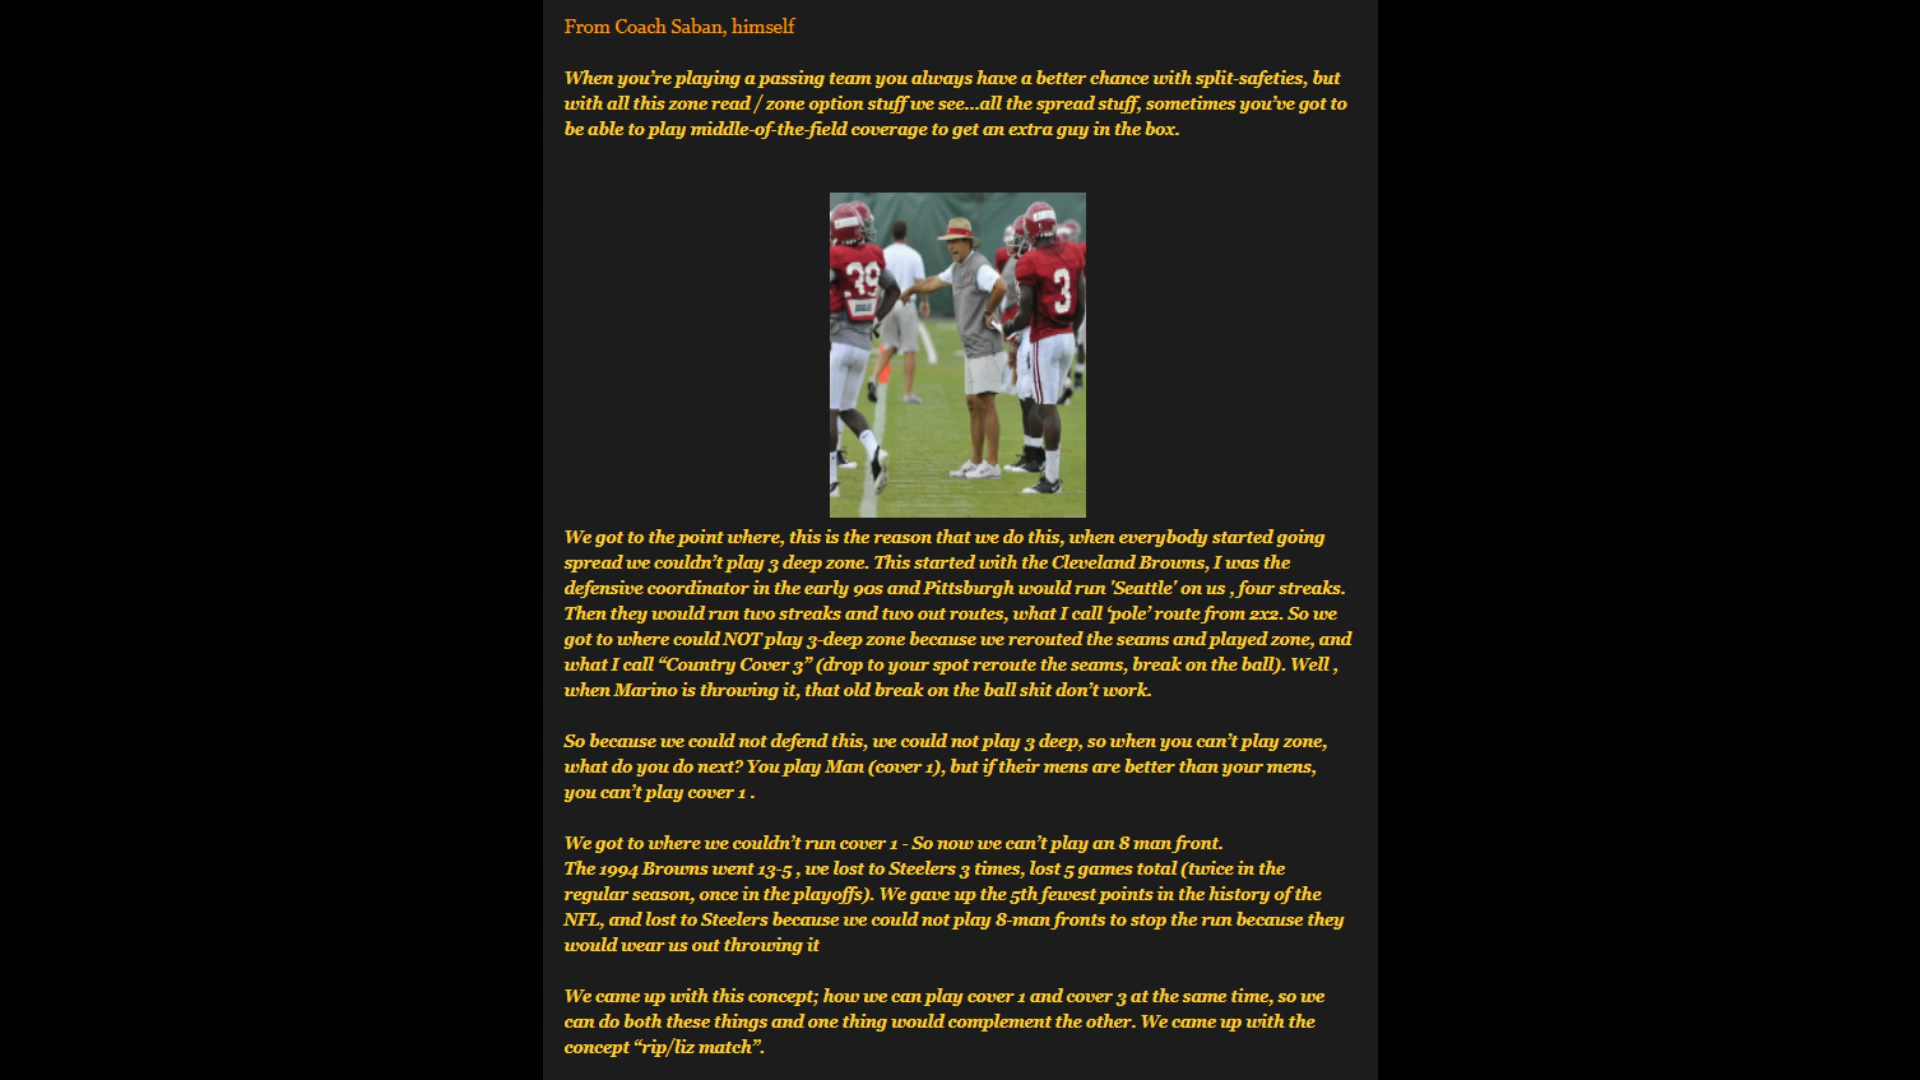 From Coach Saban, himself
When you’re playing a passing team you always have a better chance with split-safeties, but
with all this zone read / zone option stuff we see...all the spread stuff, sometimes you’ve got to
be able to play middle-of-the-field coverage to get an extra guy in the box.
39
3
We got to the point where, this is the reason that we do this, when everybody started going
spread we couldn’t play 3 deep zone. This started with the Cleveland Browns, I was the
defensive coordinator in the early 90s and Pittsburgh would run 'Seattle' on us , four streaks.
Then they would run two streaks and two out routes, what I call ‘pole’ route from 2x2. So we
got to where could NOT play 3-deep zone because we rerouted the seams and played zone, and
what I call “Country Cover 3” (drop to your spot reroute the seams, break on the ball). Well ,
when Marino is throwing it, that old break on the ball shit don’t work.
So because we could not defend this, we could not play 3 deep, so when you can’t play zone,
what do you do next? You play Man (cover 1), but if their mens are better than your mens,
you can’t play cover 1 .
We got to where we couldn’t run cover 1 - So now we can’t play an 8 man front.
The 1994 Browns went 13-5 , we lost to Steelers 3 times, lost 5 games total (twice in the
regular season, once in the playoffs). We gave up the 5th fewest points in the history of the
NFL, and lost to Steelers because we could not play 8-man fronts to stop the run because they
would wear us out throwing it
We came up with this concept; how we can play cover 1 and cover 3 at the same time, so we
can do both these things and one thing would complement the other. We came up with the
concept “rip/liz match”.